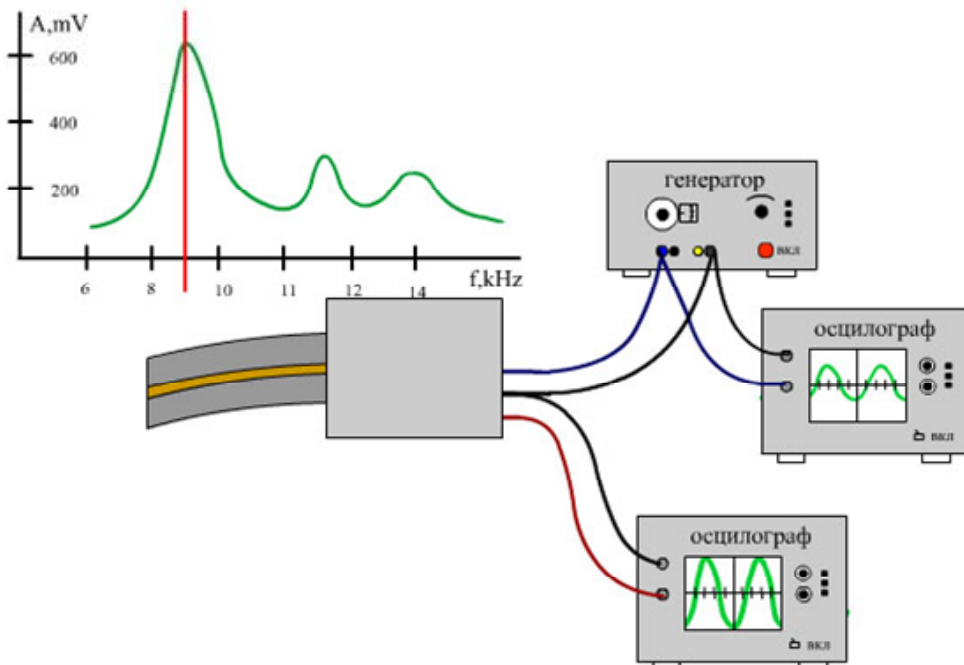 A,mV
600
400
200
6 8 10 11 12 14 f,kHz
генератор
вкл
осцилограф
вкл
осцилограф
вкл